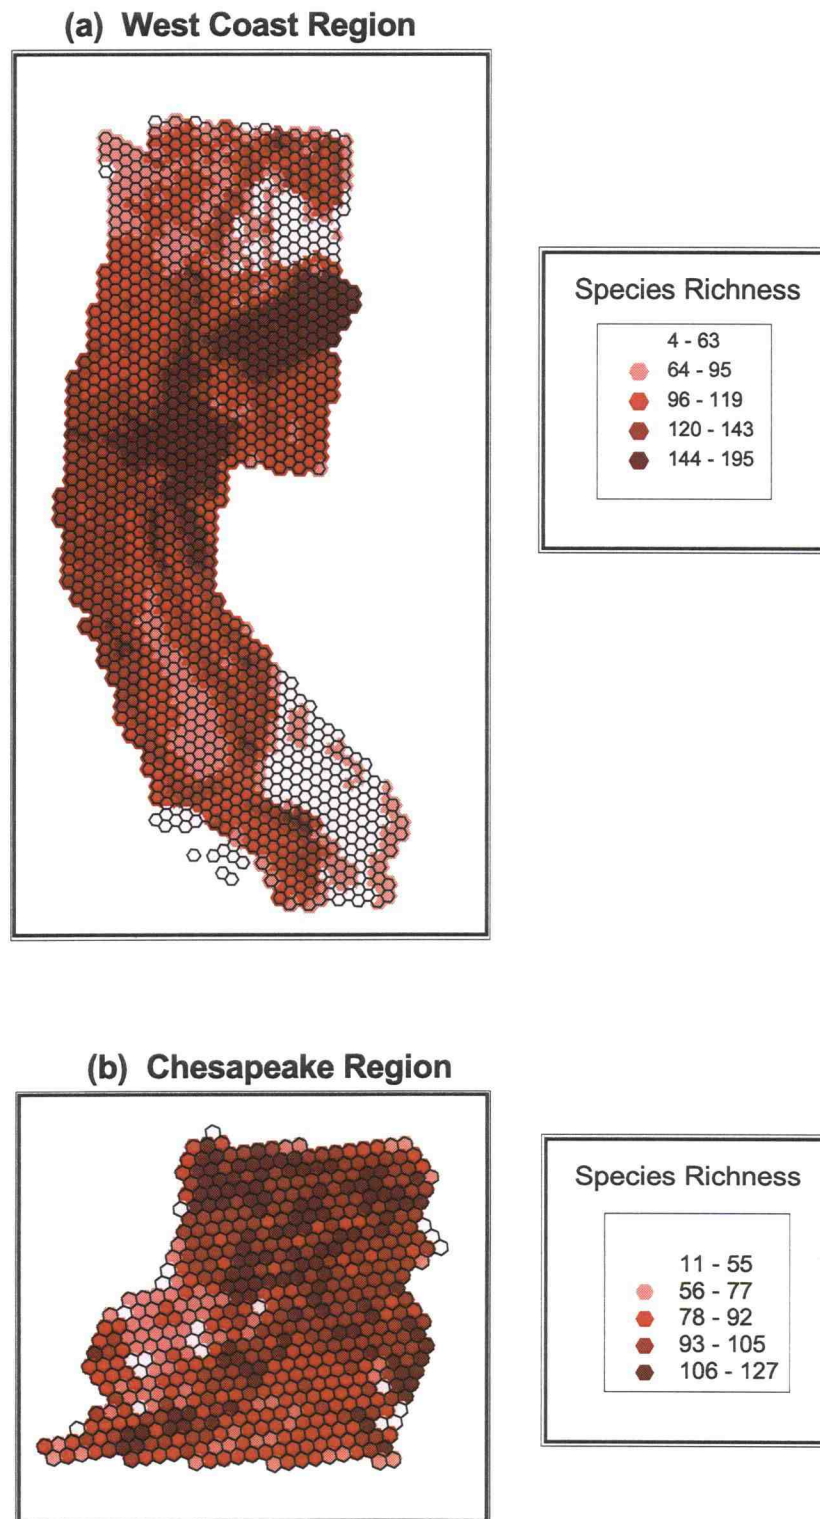 (a) West Coast Region
Species Richness
4 - 63
64 - 95
96 - 119
120 - 143
144 - 195
(b) Chesapeake Region
Species Richness
11 - 55
56 - 77
78 - 92
93 - 105
106 - 127